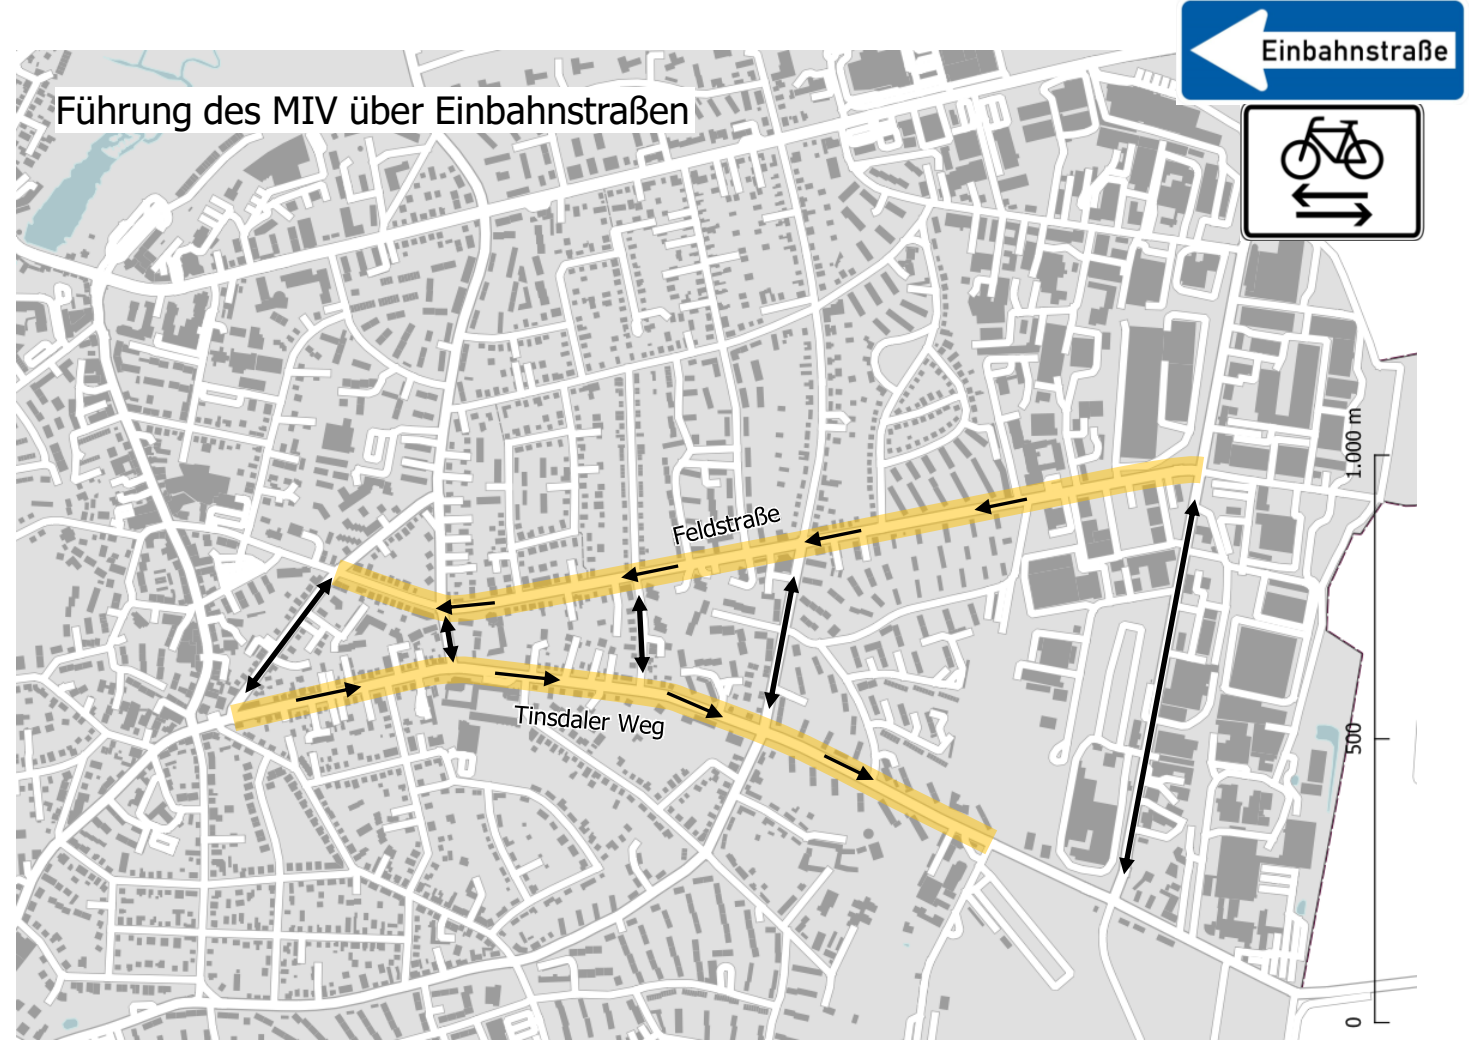 Einbahnstraße
Führung des MIV über Einbahnstraßen
1.000 m
Feldstraße
Tinsdaler Weg
500
0